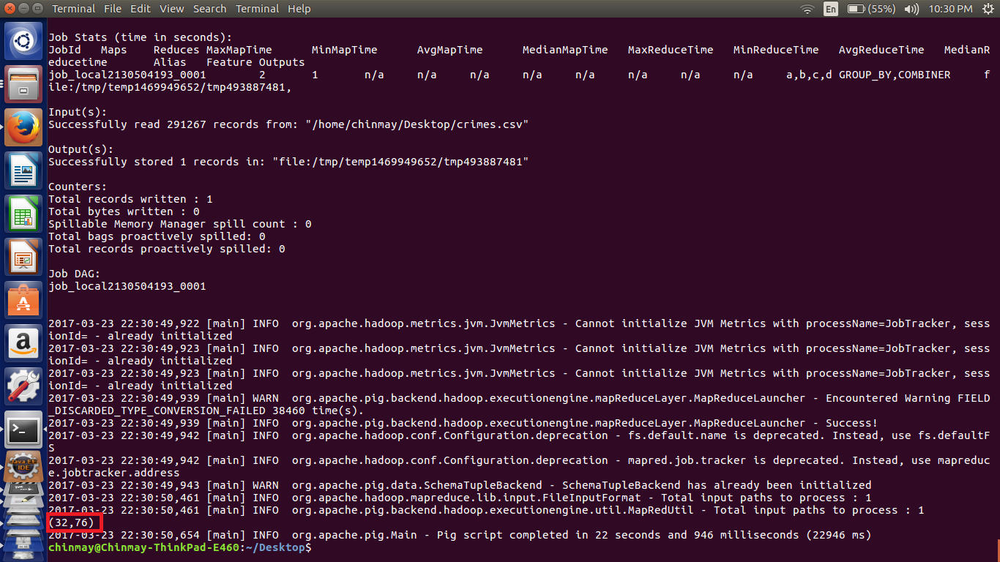 Terminal File Edit View Search Terminal Help En (55%) 10:30 PM
Job Stats (time in seconds):
JobId Maps Reduces MaxMapTime MinMapTime AvgMapTime MedianMapTime MaxReduceTime MinReduceTime AvgReduceTime MedianR
educetime Alias Feature Outputs
job_local2130504193_0001 2 1 n/a n/a n/a n/a n/a n/a n/a n/a a,b,c,d GROUP_BY,COMBINER f
ile:/tmp/temp1469949652/tmp493887481,
Input(s):
Successfully read 291267 records from: "/home/chinmay/Desktop/crimes.csv"
Output(s):
Successfully stored 1 records in: "file:/tmp/temp1469949652/tmp493887481"
Counters:
Total records written : 1
Total bytes written : 0
Spillable Memory Manager spill count : 0
Total bags proactively spilled: 0
Total records proactively spilled: 0
Job DAG:
job_local2130504193_0001
2017-03-23 22:30:49,922 [main] INFO org.apache.hadoop.metrics.jvm.JvmMetrics - Cannot initialize JVM Metrics with processName=JobTracker, sess
ionId= - already initialized
2017-03-23 22:30:49,923 [main] INFO org.apache.hadoop.metrics.jvm.JvmMetrics - Cannot initialize JVM Metrics with processName=JobTracker, sess
ionId= - already initialized
2017-03-23 22:30:49,923 [main] INFO org.apache.hadoop.metrics.jvm.JvmMetrics - Cannot initialize JVM Metrics with processName=JobTracker, sess
ionId= - already initialized
2017-03-23 22:30:49,939 [main] WARN org.apache.pig.backend.hadoop.executionengine.mapReduceLayer.MapReduceLauncher - Encountered Warning FIELD
_DISCARDED_TYPE_CONVERSION_FAILED 38460 time(s).
2017-03-23 22:30:49,939 [main] INFO org.apache.pig.backend.hadoop.executionengine.mapReduceLayer.MapReduceLauncher - Success!
2017-03-23 22:30:49,942 [main] INFO org.apache.hadoop.conf.Configuration.deprecation - fs.default.name is deprecated. Instead, use fs.defaultF
S
2017-03-23 22:30:49,942 [main] INFO org.apache.hadoop.conf.Configuration.deprecation - mapred.job.tracker is deprecated. Instead, use mapreduc
e.jobtracker.address
2017-03-23 22:30:49,943 [main] WARN org.apache.pig.data.SchemaTupleBackend - SchemaTupleBackend has already been initialized
2017-03-23 22:30:50,461 [main] INFO org.apache.hadoop.mapreduce.lib.input.FileInputFormat - Total input paths to process : 1
2017-03-23 22:30:50,461 [main] INFO org.apache.pig.backend.hadoop.executionengine.util.MapRedUtil - Total input paths to process : 1
(32,76)
2017-03-23 22:30:50,654 [main] INFO org.apache.pig.Main - Pig script completed in 22 seconds and 946 milliseconds (22946 ms)
chinmay@Chinmay-ThinkPad-E460:~/Desktop$
Java EE
IDE